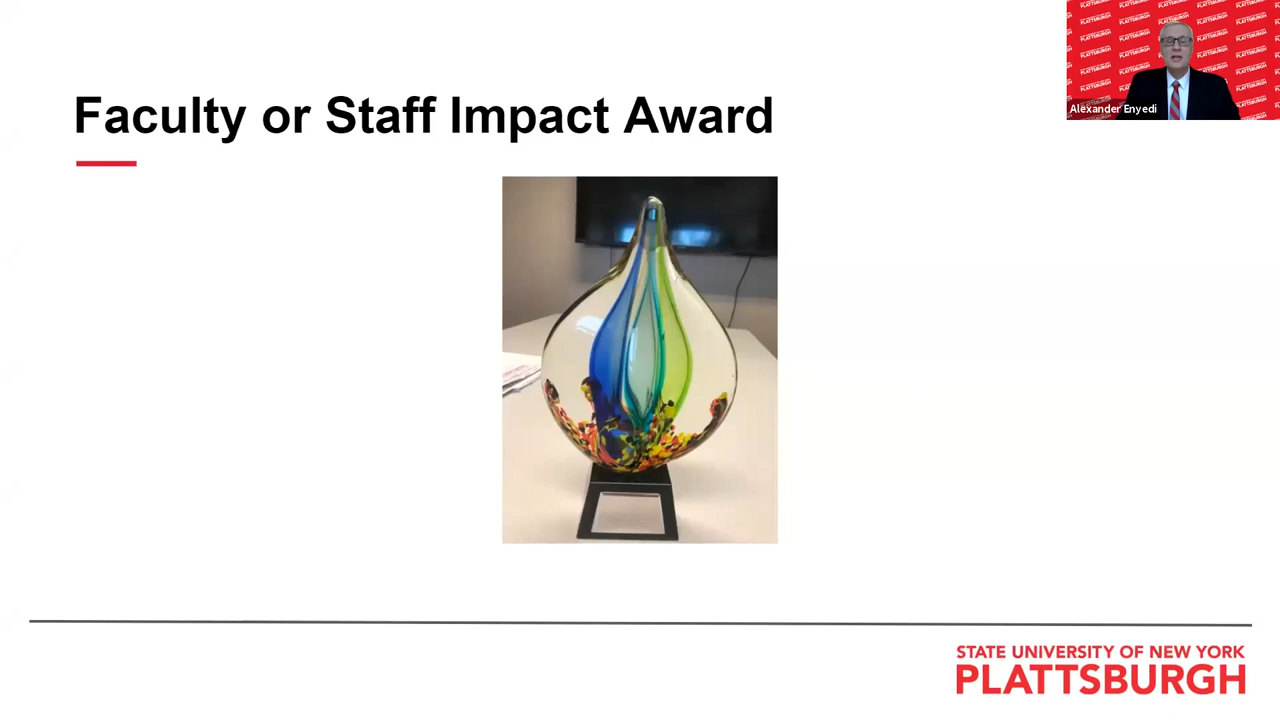 Faculty or Staff Impact Award
Alexander Enyedi
STATE UNIVERSITY OF NEW YORK
PLATTSBURGH